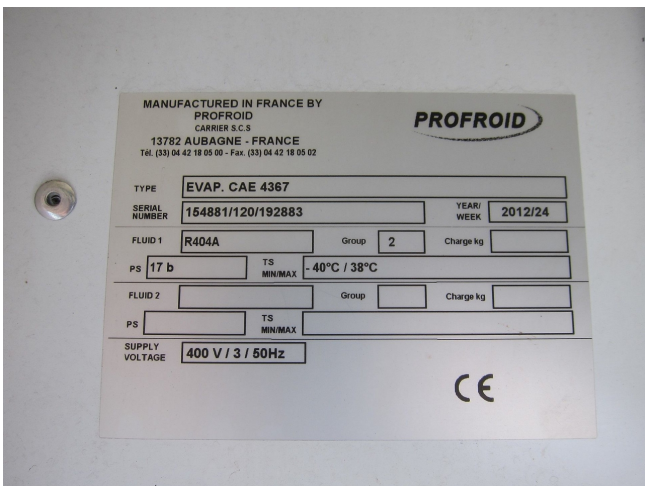 MANUFACTURED IN FRANCE BY
PROFROID
CARRIER S.C.S
13782 AUBAGNE - FRANCE
Tél. (33) 04 42 18 05 00 - Fax. (33) 04 42 18 05 02
PROFROID
TYPE EVAP. CAE 4367
SERIAL NUMBER 154881/120/192883 YEAR/ WEEK 2012/24
FLUID 1 R404A Group 2 Charge kg
PS 17 b TS MIN/MAX - 40°C / 38°C
FLUID 2 Group Charge kg
PS TS MIN/MAX
SUPPLY VOLTAGE 400 V / 3 / 50Hz
CE